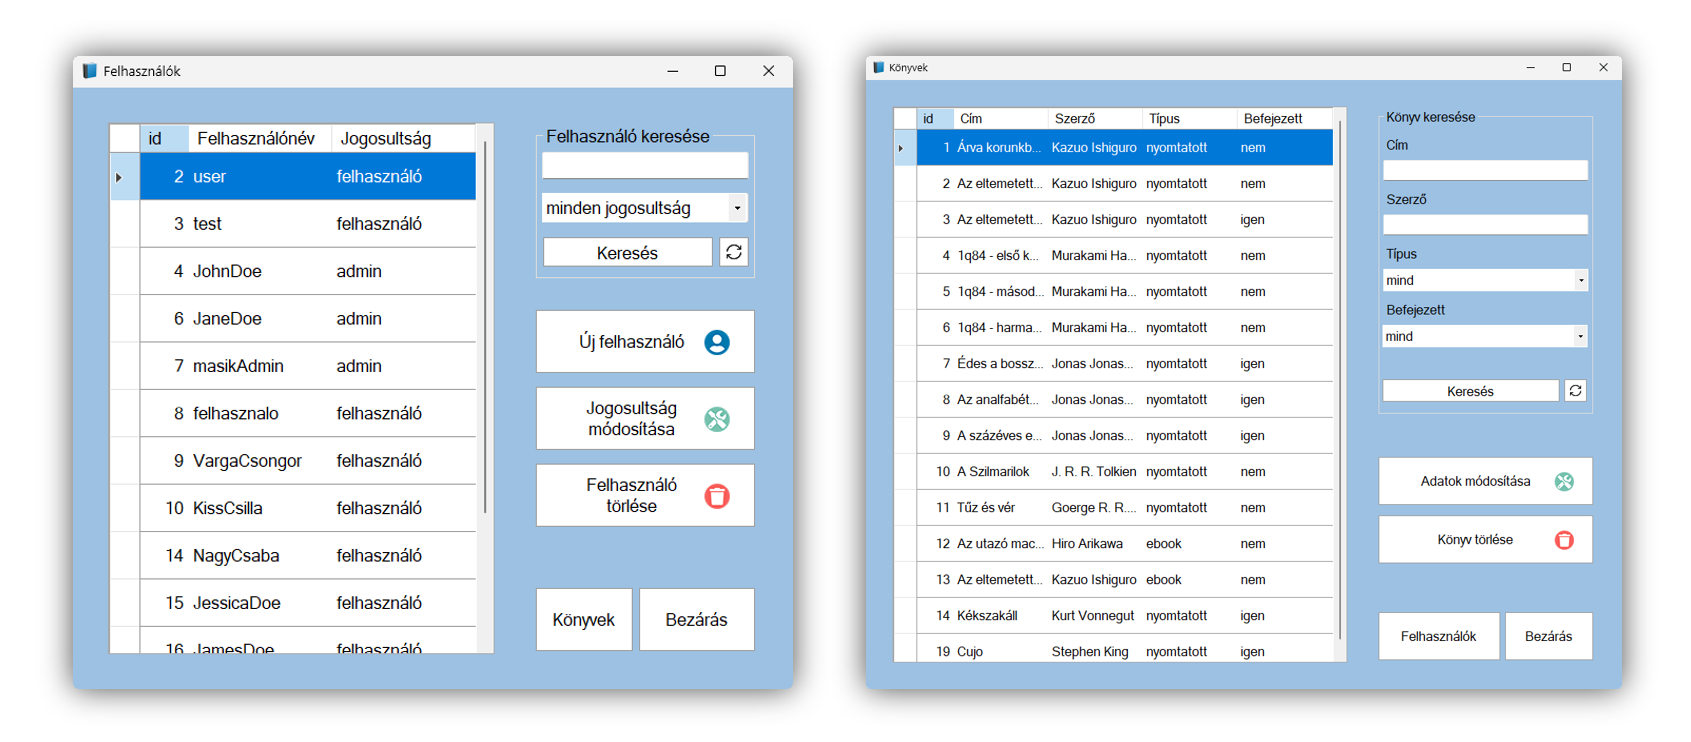 Felhasználók
id Felhasználónév Jogosultság
2 user felhasználó
3 test felhasználó
4 JohnDoe admin
6 JaneDoe admin
7 masikAdmin admin
8 felhasznalo felhasználó
9 VargaCsongor felhasználó
10 KissCsilla felhasználó
14 NagyCsaba felhasználó
15 JessicaDoe felhasználó
16 JamesDoe felhasználó
Felhasználó keresése
minden jogosultság
Keresés
Új felhasználó
Jogosultság
módosítása
Felhasználó
törlése
Könyvek Bezárás
Könyvek
id Cím Szerző Típus Befejezett
1 Árva korunkb... Kazuo Ishiguro nyomtatott nem
2 Az eltemetett... Kazuo Ishiguro nyomtatott nem
3 Az eltemetett... Kazuo Ishiguro nyomtatott igen
4 1q84 - első k... Murakami Ha... nyomtatott nem
5 1q84 - másod... Murakami Ha... nyomtatott nem
6 1q84 - harma... Murakami Ha... nyomtatott nem
7 Édes a bossz... Jonas Jonas... nyomtatott igen
8 Az analfabét... Jonas Jonas... nyomtatott igen
9 A százéves e... Jonas Jonas... nyomtatott igen
10 A Szilmarilok J. R. R. Tolkien nyomtatott nem
11 Tűz és vér Goerge R. R.... nyomtatott nem
12 Az utazó mac... Hiro Arikawa ebook nem
13 Az eltemetett... Kazuo Ishiguro ebook nem
14 Kékszakáll Kurt Vonnegut nyomtatott igen
19 Cujo Stephen King nyomtatott igen
Könyv keresése
Cím
Szerző
Típus
mind
Befejezett
mind
Keresés
Adatok módosítása
Könyv törlése
Felhasználók Bezárás